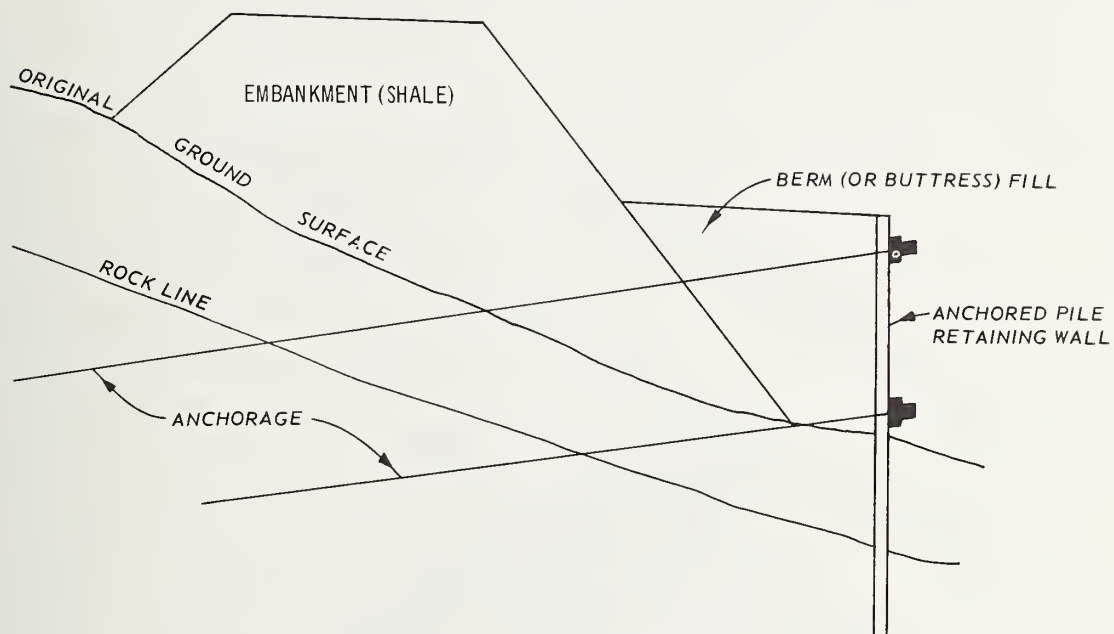 EMBANKMENT (SHALE)
ORIGINAL
GROUND
SURFACE
BERM (OR BUTTRESS) FILL
ROCK LINE
ANCHORED PILE
RETAINING WALL
ANCHORAGE